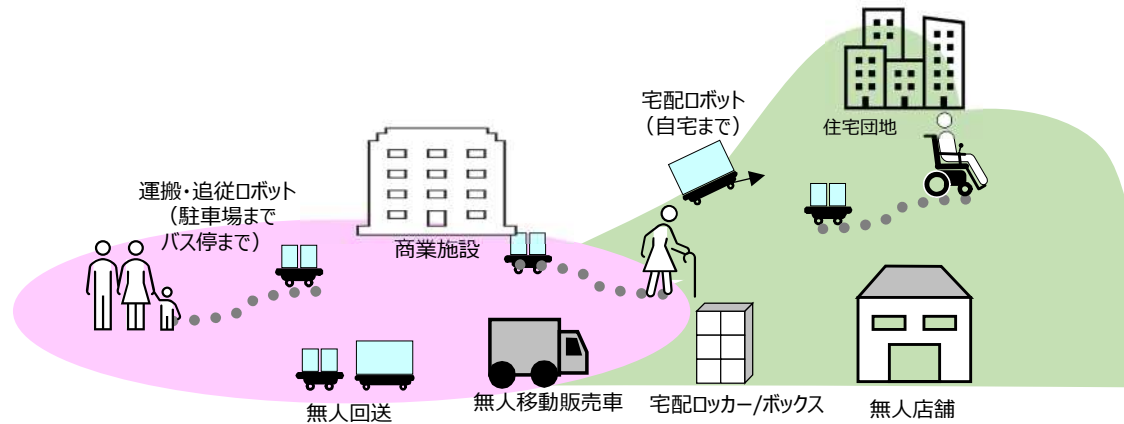 宅配ロボット
（自宅まで）
住宅団地
運搬・追従ロボット
（駐車場まで
バス停まで）
商業施設
無人回送
無人移動販売車
宅配ロッカー/ボックス
無人店舗